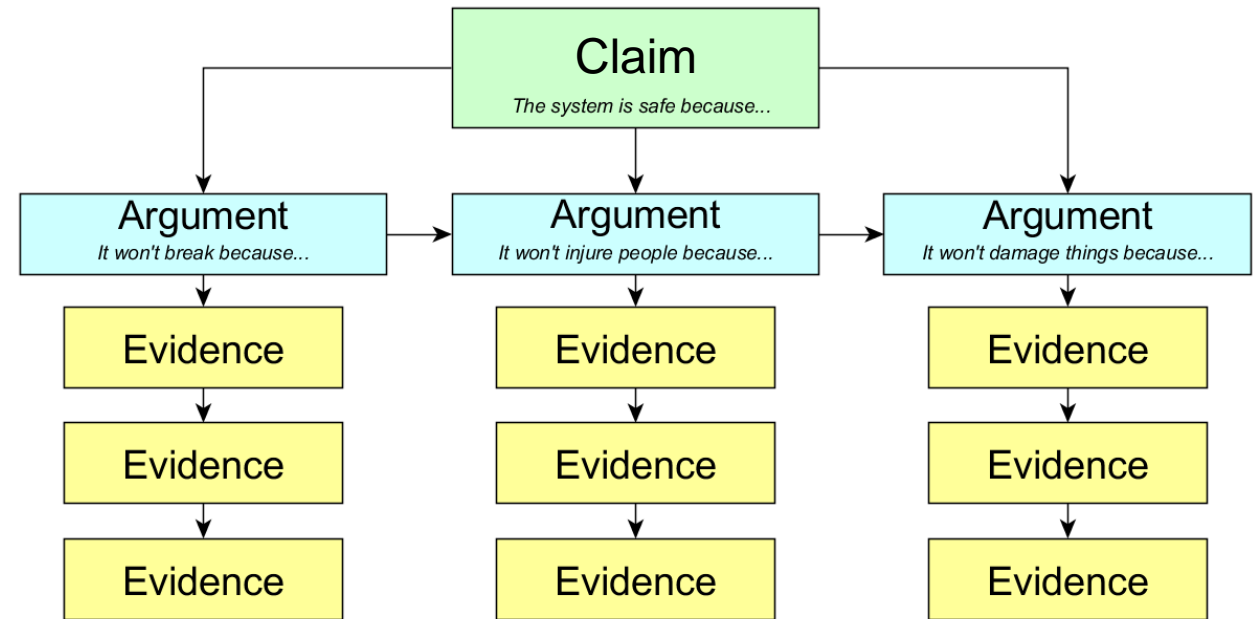 Claim
The system is safe because...
Argument
It won't break because...
Argument
It won't injure people because...
Argument
It won't damage things because...
Evidence
Evidence
Evidence
Evidence
Evidence
Evidence
Evidence
Evidence
Evidence